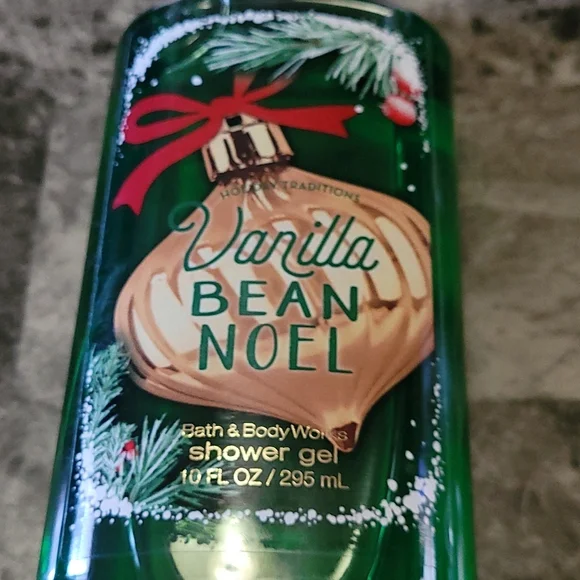 HOLIDAY TRADITIONS
Vanilla
BEAN
NOEL
Bath & Body Works
shower gel
10 FL OZ / 295 mL